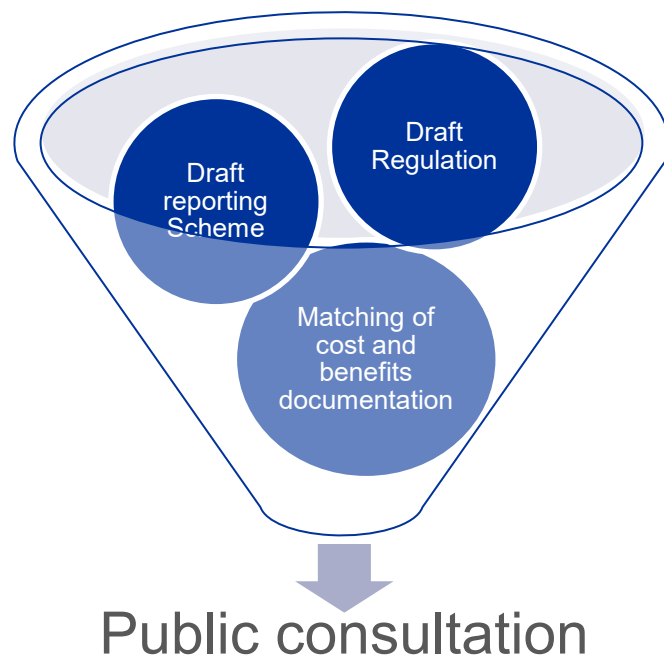 Draft
Regulation
Draft
reporting
Scheme
Matching of
cost and
benefits
documentation
Public consultation